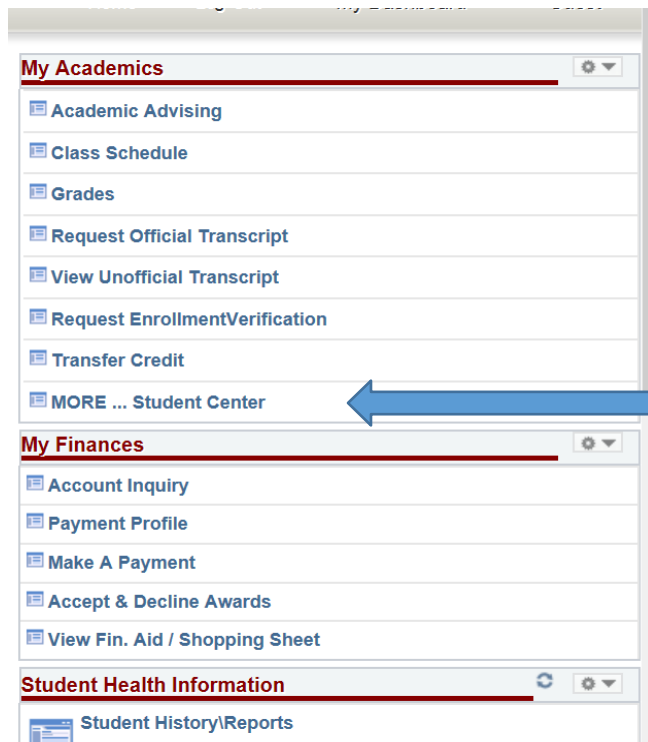 My Academics
Academic Advising
Class Schedule
Grades
Request Official Transcript
View Unofficial Transcript
Request EnrollmentVerification
Transfer Credit
MORE ... Student Center
My Finances
Account Inquiry
Payment Profile
Make A Payment
Accept & Decline Awards
View Fin. Aid / Shopping Sheet
Student Health Information
Student History\Reports